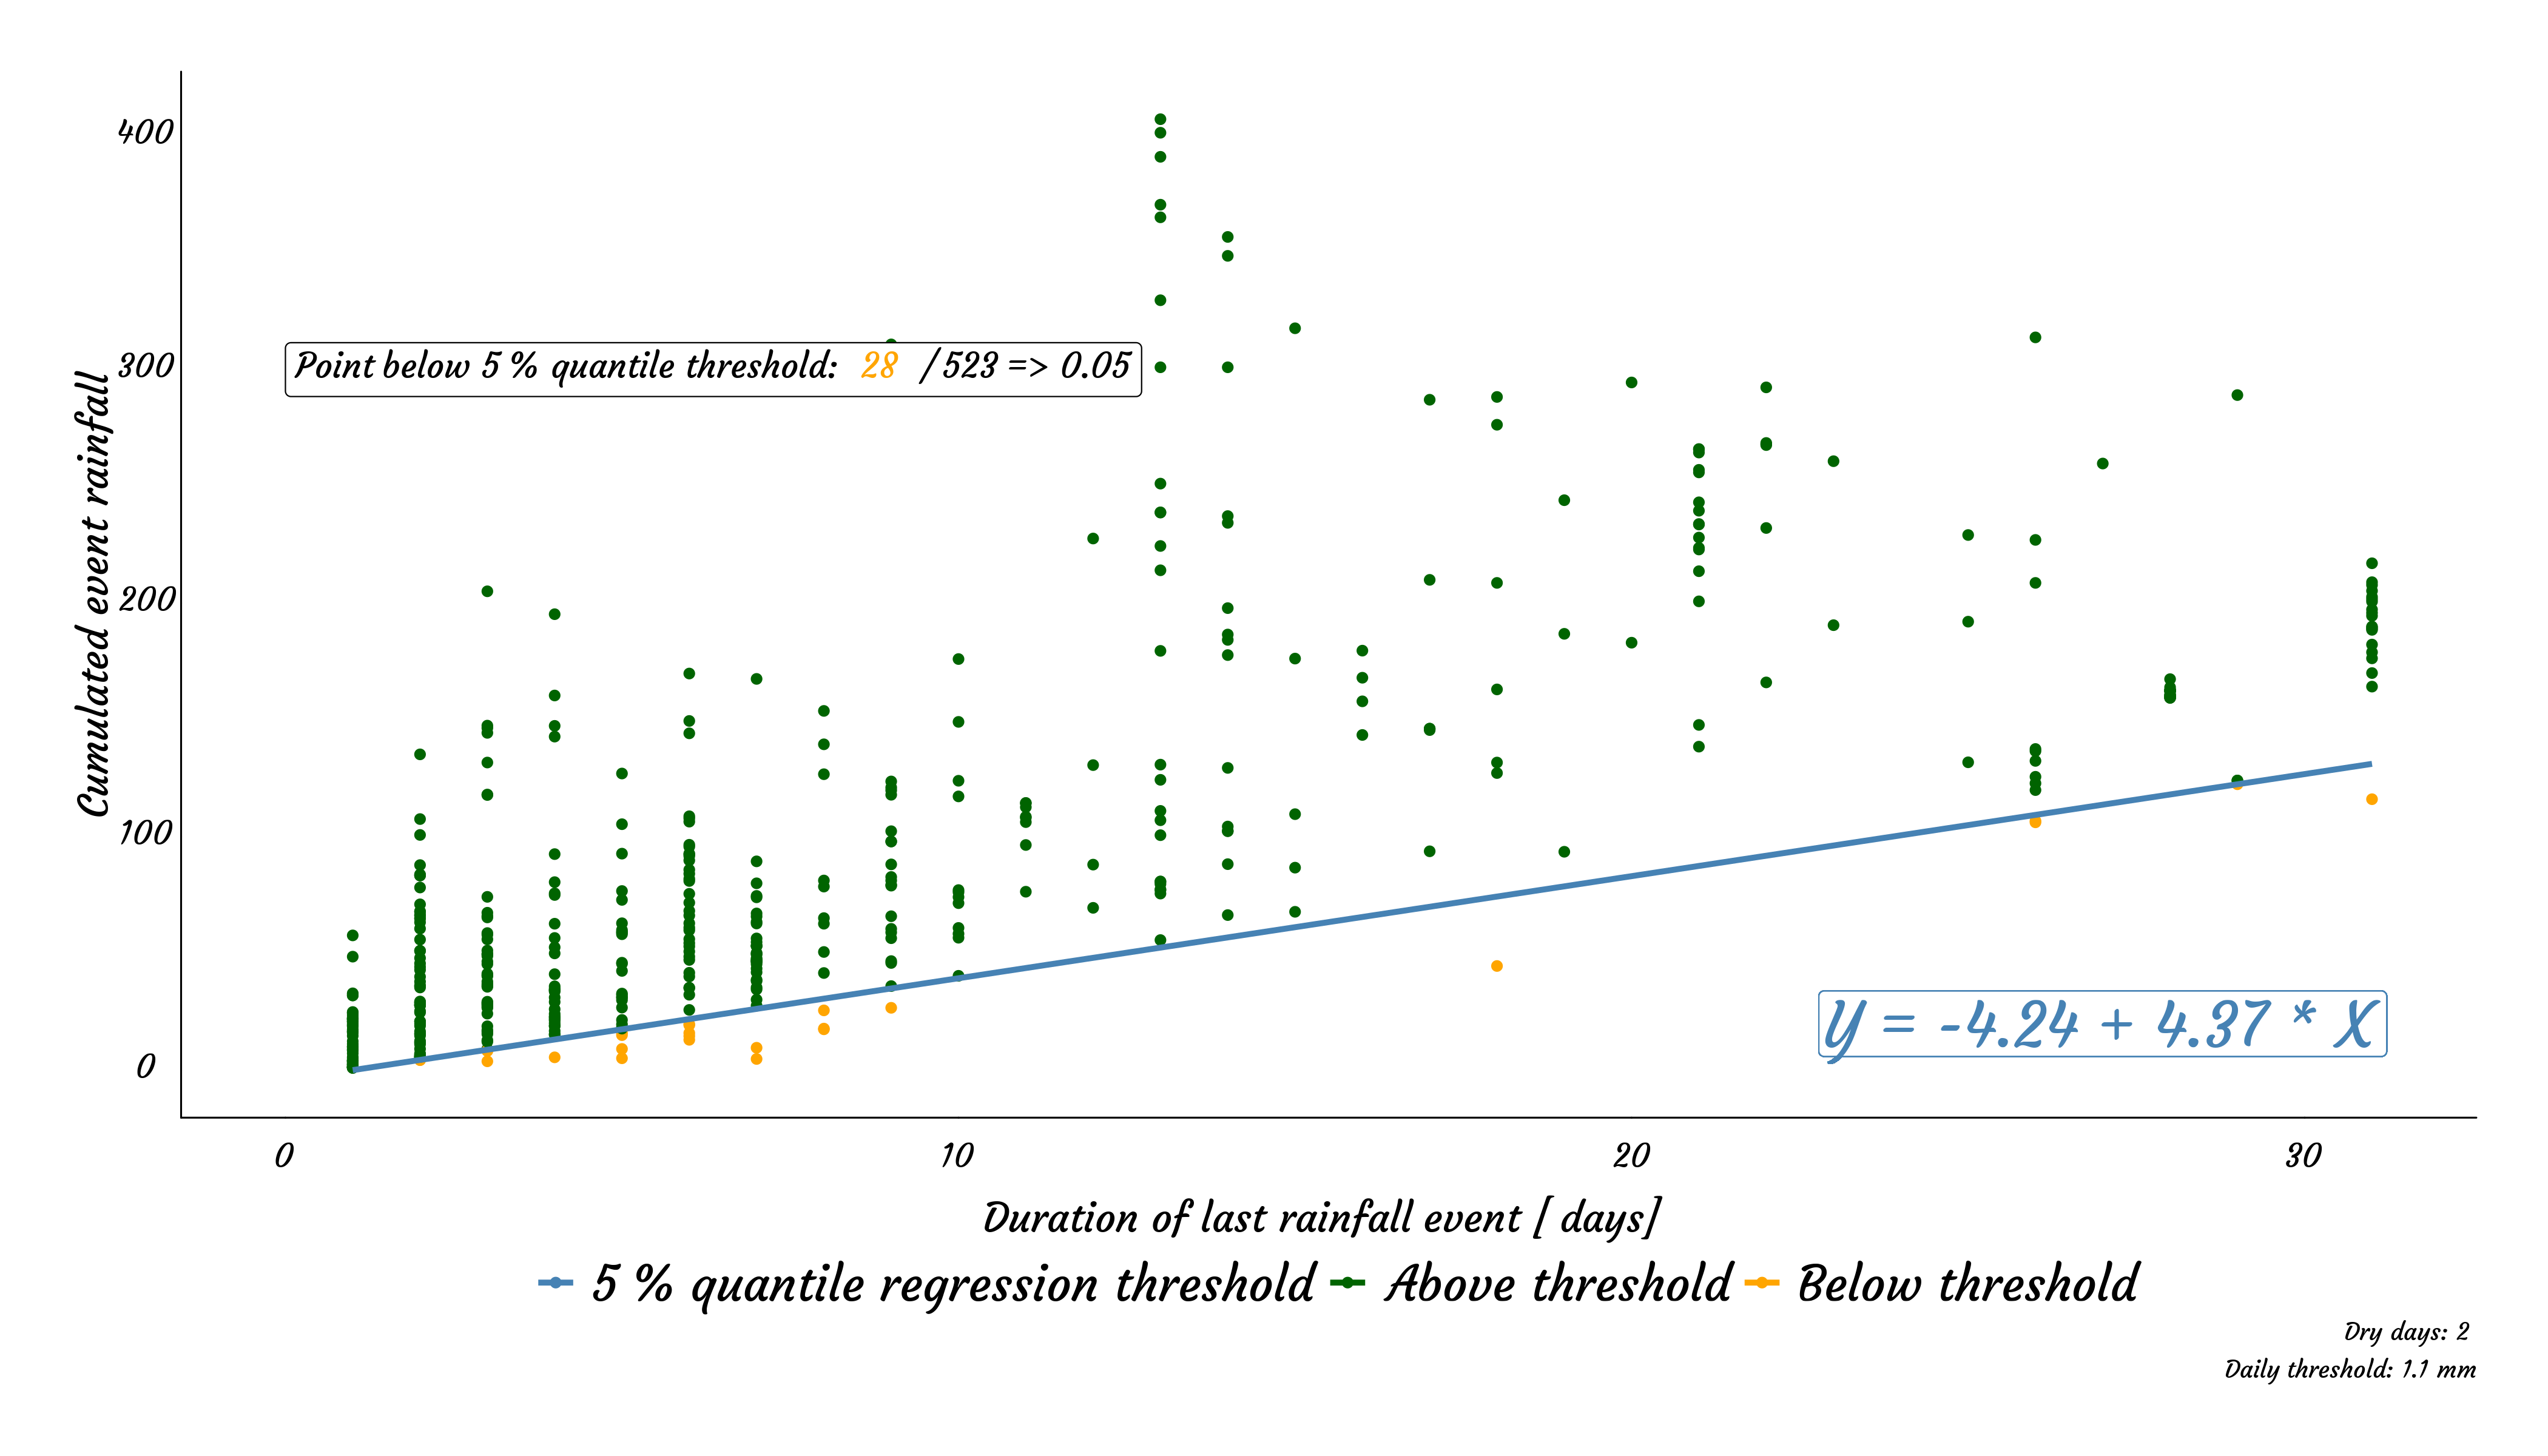 400
300
200
100
0
Cumulated event rainfall
Point below 5 % quantile threshold: 28 / 523 => 0.05
Y = -4.24 + 4.37 * X
0 10 20 30
Duration of last rainfall event [ days]
5 % quantile regression threshold Above threshold Below threshold
Dry days: 2
Daily threshold: 1.1 mm